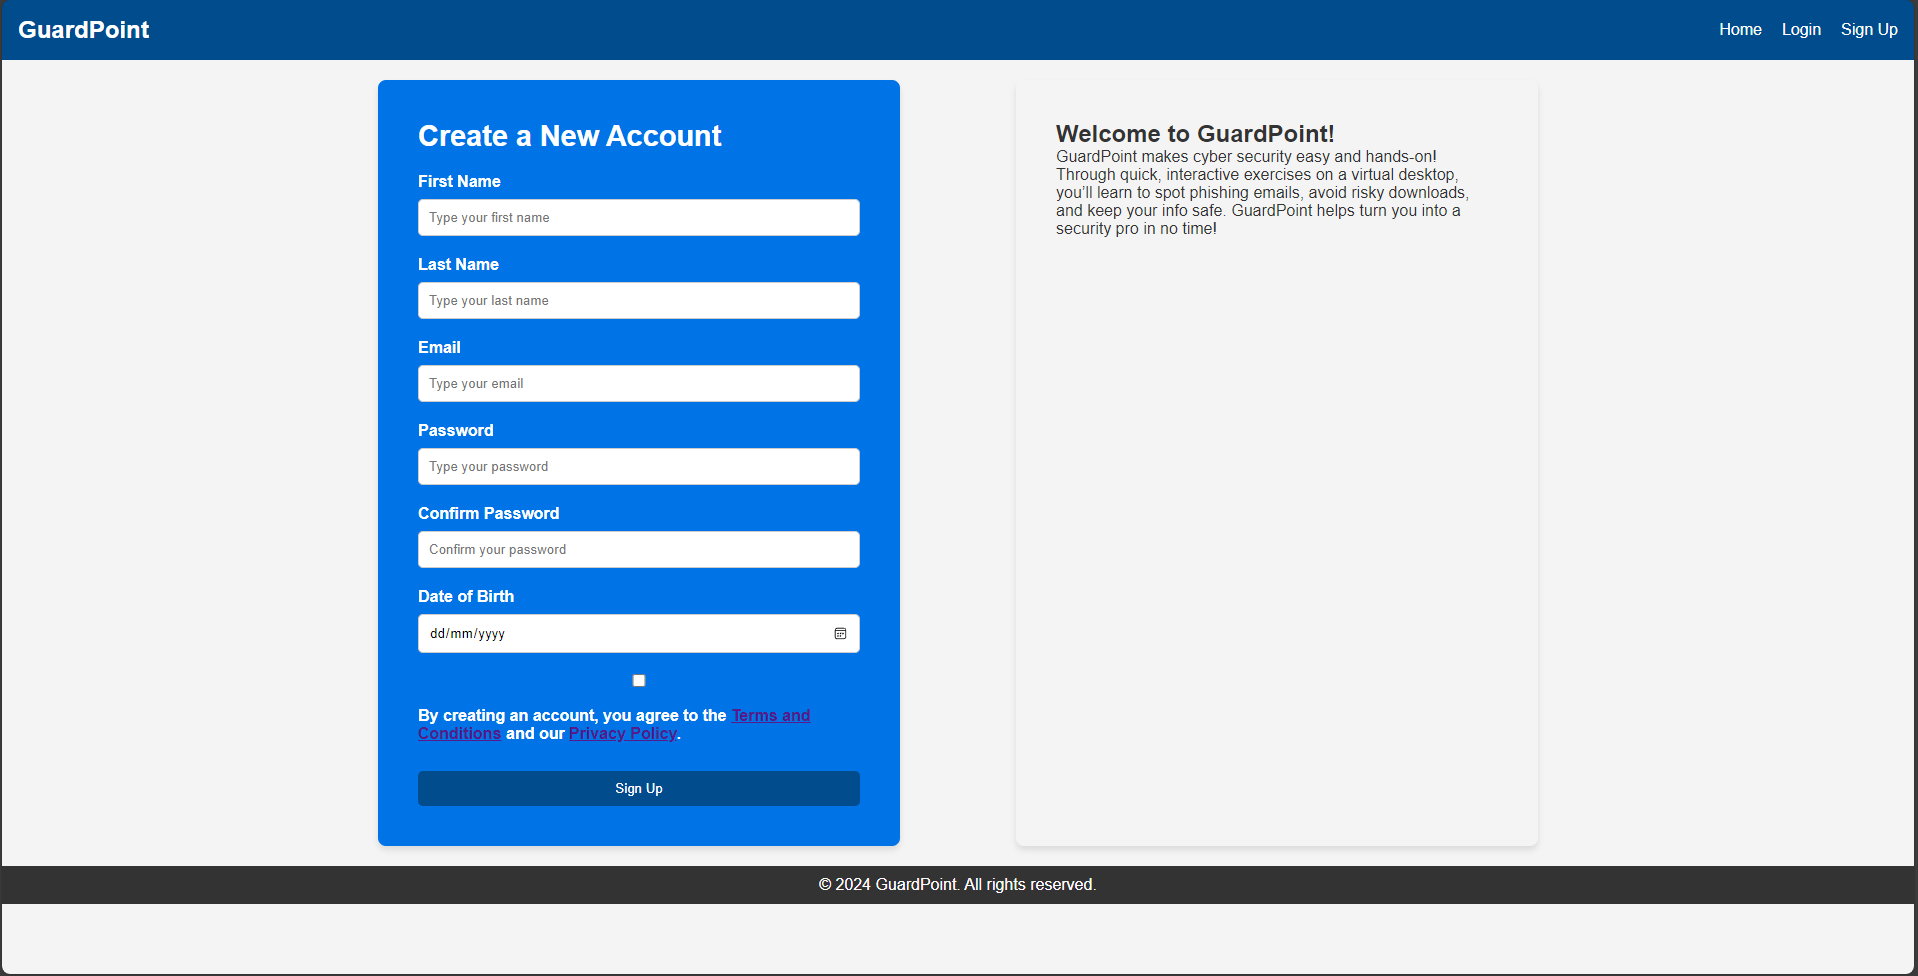 GuardPoint
Home Login Sign Up
Create a New Account
First Name
Type your first name
Last Name
Type your last name
Email
Type your email
Password
Type your password
Confirm Password
Confirm your password
Date of Birth
dd/mm/yyyy
By creating an account, you agree to the Terms and
Conditions and our Privacy Policy.
Sign Up
Welcome to GuardPoint!
GuardPoint makes cyber security easy and hands-on!
Through quick, interactive exercises on a virtual desktop,
you’ll learn to spot phishing emails, avoid risky downloads,
and keep your info safe. GuardPoint helps turn you into a
security pro in no time!
© 2024 GuardPoint. All rights reserved.